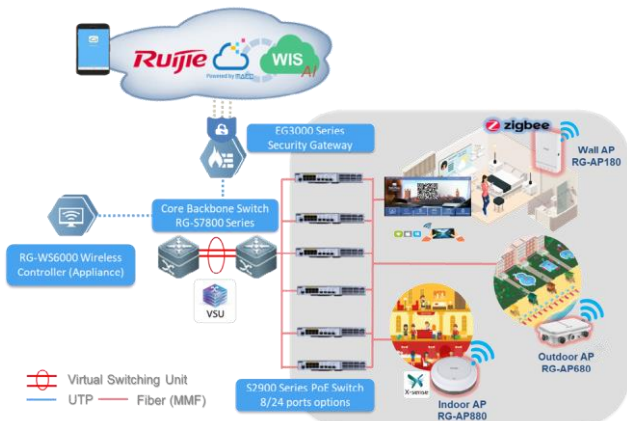 Ruijie
Powered by MACC
WIS
AI
EG3000 Series
Security Gateway
zigbee
Wall AP
RG-AP180
Core Backbone Switch
RG-S7800 Series
RG-WS6000 Wireless
Controller (Appliance)
VSU
Outdoor AP
RG-AP680
X-sense
Indoor AP
RG-AP880
S2900 Series PoE Switch
8/24 ports options
Virtual Switching Unit
UTP
Fiber (MMF)